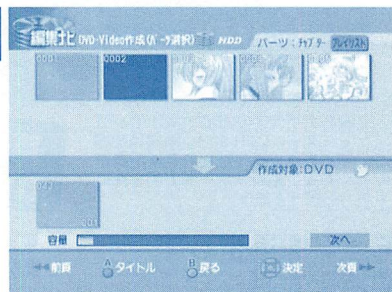 編集ナビ DVD-Video作成(パーツ選択) HDD パーツ:チャプター プレイリスト
0001 0002
作成対象:DVD
容量 次へ
前頁 A タイトル B 戻る 決定 次頁